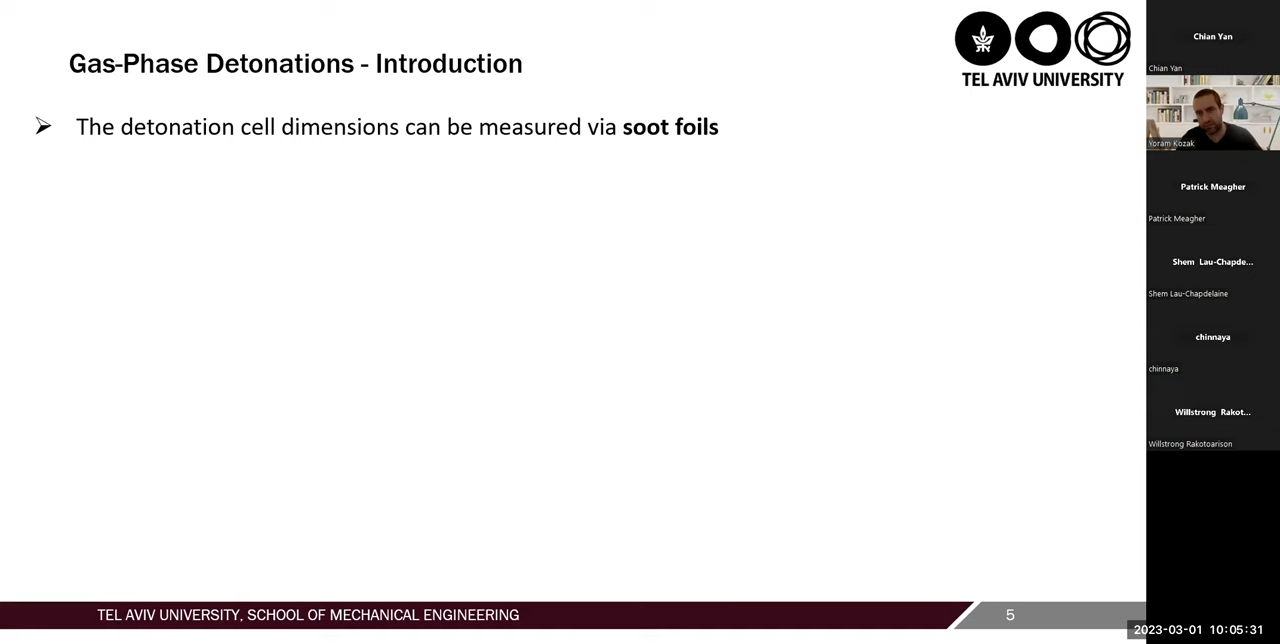 Gas-Phase Detonations - Introduction
TEL AVIV UNIVERSITY
➢ The detonation cell dimensions can be measured via soot foils
TEL AVIV UNIVERSITY, SCHOOL OF MECHANICAL ENGINEERING
5
Chian Yan
Chian Yan
Yoram Kozak
Patrick Meagher
Patrick Meagher
Shem Lau-Chapde...
Shem Lau-Chapdelaine
chinnaya
chinnaya
Willstrong Rakot...
Willstrong Rakotoarison
2023-03-01 10:05:31